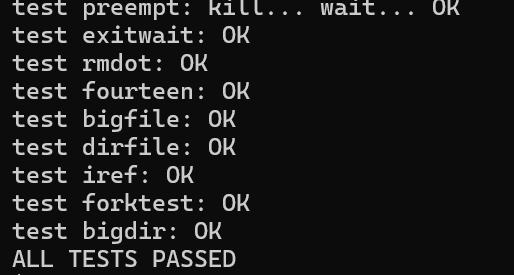 test preempt: kill... wait... OK
test exitwait: OK
test rmdot: OK
test fourteen: OK
test bigfile: OK
test dirfile: OK
test iref: OK
test forktest: OK
test bigdir: OK
ALL TESTS PASSED